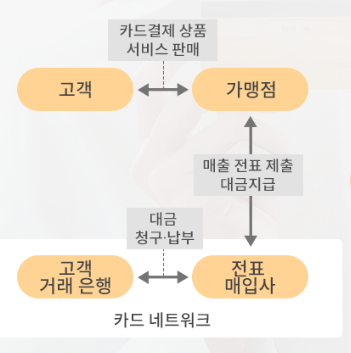 카드결제 상품
서비스 판매
고객
가맹점
매출 전표 제출
대금지급
대금
청구·납부
고객
거래 은행
전표
매입사
카드 네트워크